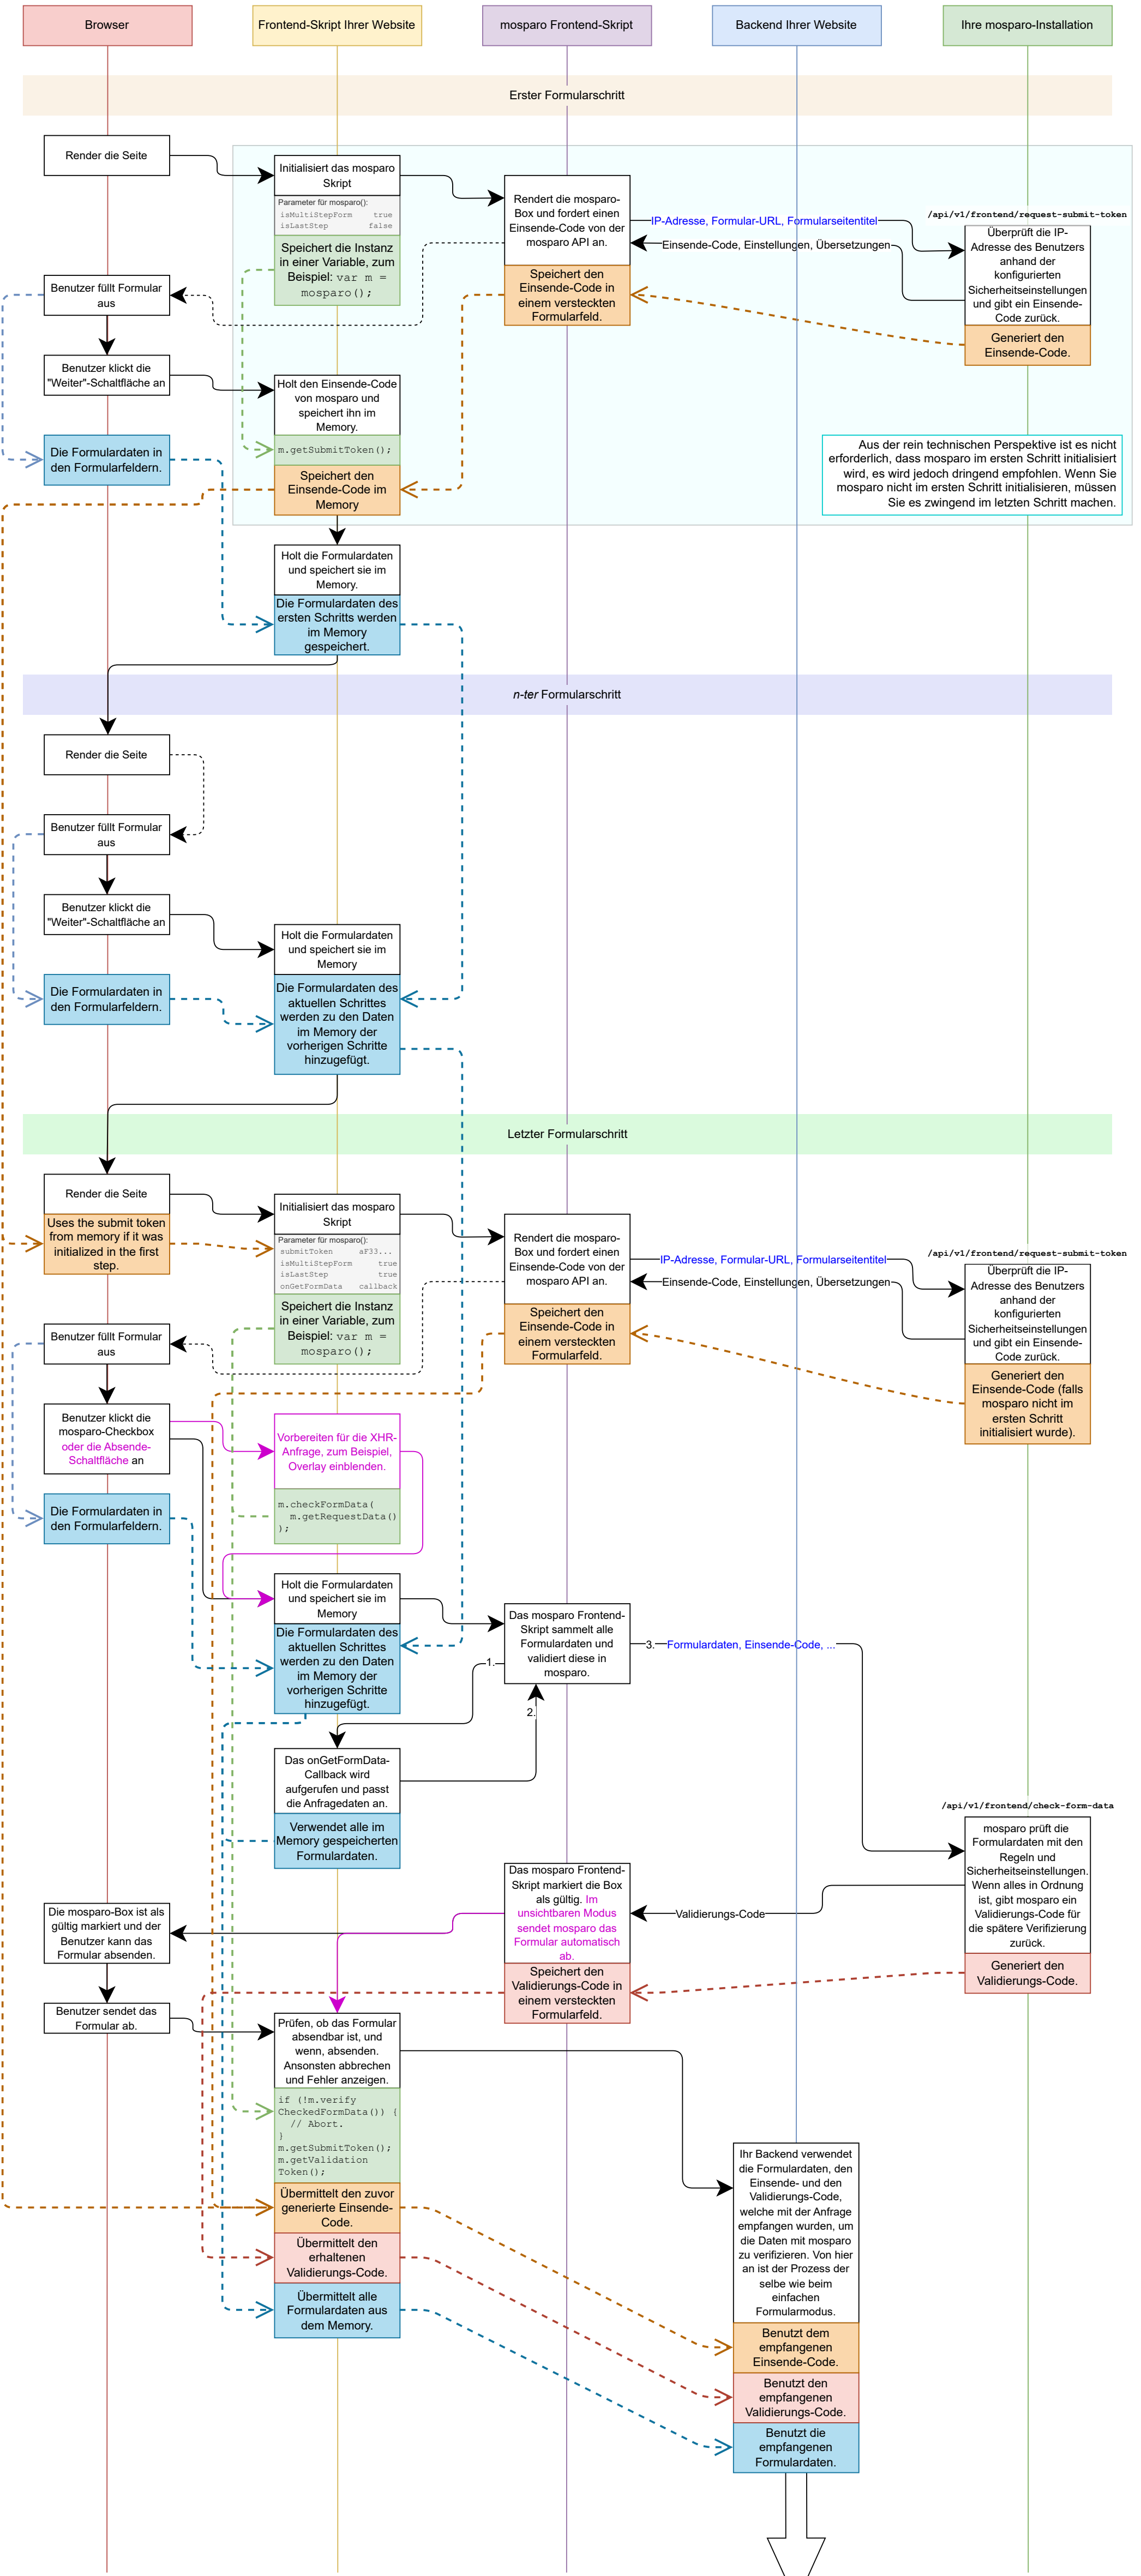 Browser
Frontend-Skript Ihrer Website
mosparo Frontend-Skript
Backend Ihrer Website
Ihre mosparo-Installation
Erster Formularschritt
Render die Seite
Initialisiert das mosparo
Skript
Parameter für mosparo():
isMultiStepForm true
isLastStep false
Speichert die Instanz
in einer Variable, zum
Beispiel: var m =
mosparo();
Rendert die mosparo-
Box und fordert einen
Einsende-Code von der
mosparo API an.
Speichert den
Einsende-Code in
einem versteckten
Formularfeld.
IP-Adresse, Formular-URL, Formularseitentitel
Einsende-Code, Einstellungen, Übersetzungen
/api/v1/frontend/request-submit-token
Überprüft die IP-
Adresse des Benutzers
anhand der
konfigurierten
Sicherheitseinstellungen
und gibt ein Einsende-
Code zurück.
Generiert den
Einsende-Code.
Benutzer füllt Formular
aus
Benutzer klickt die
"Weiter"-Schaltfläche an
Die Formulardaten in
den Formularfeldern.
Holt den Einsende-Code
von mosparo und
speichert ihn im
Memory.
m.getSubmitToken();
Speichert den
Einsende-Code im
Memory
Aus der rein technischen Perspektive ist es nicht
erforderlich, dass mosparo im ersten Schritt initialisiert
wird, es wird jedoch dringend empfohlen. Wenn Sie
mosparo nicht im ersten Schritt initialisieren, müssen
Sie es zwingend im letzten Schritt machen.
Holt die Formulardaten
und speichert sie im
Memory.
Die Formulardaten des
ersten Schritts werden
im Memory
gespeichert.
n-ter Formularschritt
Render die Seite
Benutzer füllt Formular
aus
Benutzer klickt die
"Weiter"-Schaltfläche an
Die Formulardaten in
den Formularfeldern.
Holt die Formulardaten
und speichert sie im
Memory
Die Formulardaten des
aktuellen Schrittes
werden zu den Daten
im Memory der
vorherigen Schritte
hinzugefügt.
Letzter Formularschritt
Render die Seite
Uses the submit token
from memory if it was
initialized in the first
step.
Initialisiert das mosparo
Skript
Parameter für mosparo():
submitToken aF33...
isMultiStepForm true
isLastStep true
onGetFormData callback
Speichert die Instanz
in einer Variable, zum
Beispiel: var m =
mosparo();
Rendert die mosparo-
Box und fordert einen
Einsende-Code von der
mosparo API an.
Speichert den
Einsende-Code in
einem versteckten
Formularfeld.
IP-Adresse, Formular-URL, Formularseitentitel
Einsende-Code, Einstellungen, Übersetzungen
/api/v1/frontend/request-submit-token
Überprüft die IP-
Adresse des Benutzers
anhand der
konfigurierten
Sicherheitseinstellungen
und gibt ein Einsende-
Code zurück.
Generiert den
Einsende-Code (falls
mosparo nicht im
ersten Schritt
initialisiert wurde).
Benutzer füllt Formular
aus
Benutzer klickt die
mosparo-Checkbox
oder die Absende-
Schaltfläche an
Die Formulardaten in
den Formularfeldern.
Vorbereiten für die XHR-
Anfrage, zum Beispiel,
Overlay einblenden.
m.checkFormData(
m.getRequestData()
);
Holt die Formulardaten
und speichert sie im
Memory
Die Formulardaten des
aktuellen Schrittes
werden zu den Daten
im Memory der
vorherigen Schritte
hinzugefügt.
Das mosparo Frontend-
Skript sammelt alle
Formulardaten und
validiert diese in
mosparo.
1.
2.
3.
Formulardaten, Einsende-Code, ...
Das onGetFormData-
Callback wird
aufgerufen und passt
die Anfragedaten an.
Verwendet alle im
Memory gespeicherten
Formulardaten.
/api/v1/frontend/check-form-data
mosparo prüft die
Formulardaten mit den
Regeln und
Sicherheitseinstellungen.
Wenn alles in Ordnung
ist, gibt mosparo ein
Validierungs-Code für
die spätere Verifizierung
zurück.
Generiert den
Validierungs-Code.
Validierungs-Code
Das mosparo Frontend-
Skript markiert die Box
als gültig. Im
unsichtbaren Modus
sendet mosparo das
Formular automatisch
ab.
Speichert den
Validierungs-Code in
einem versteckten
Formularfeld.
Die mosparo-Box ist als
gültig markiert und der
Benutzer kann das
Formular absenden.
Benutzer sendet das
Formular ab.
Prüfen, ob das Formular
absendbar ist, und
wenn, absenden.
Ansonsten abbrechen
und Fehler anzeigen.
if (!m.verify
CheckedFormData()) {
// Abort.
}
m.getSubmitToken();
m.getValidation
Token();
Übermittelt den zuvor
generierte Einsende-
Code.
Übermittelt den
erhaltenen
Validierungs-Code.
Übermittelt alle
Formulardaten aus
dem Memory.
Ihr Backend verwendet
die Formulardaten, den
Einsende- und den
Validierungs-Code,
welche mit der Anfrage
empfangen wurden, um
die Daten mit mosparo
zu verifizieren. Von hier
an ist der Prozess der
selbe wie beim
einfachen
Formularmodus.
Benutzt dem
empfangenen
Einsende-Code.
Benutzt den
empfangenen
Validierungs-Code.
Benutzt die
empfangenen
Formulardaten.